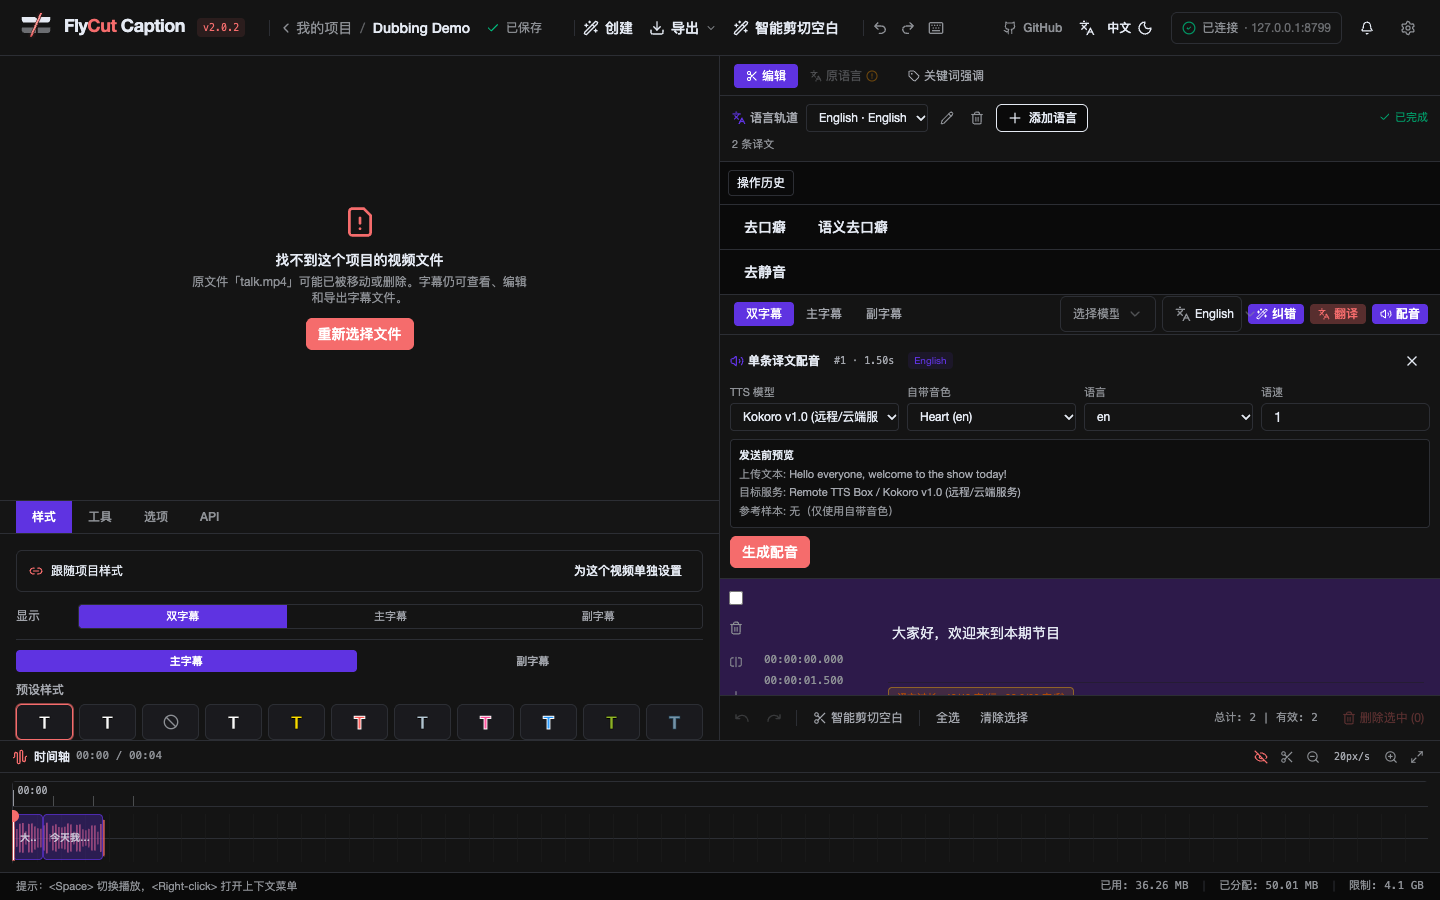 FlyCut Caption v2.0.2 我的项目 / Dubbing Demo 已保存 创建 导出 智能剪切空白 GitHub 中文 已连接 · 127.0.0.1:8799
找不到这个项目的视频文件
原文件「talk.mp4」可能已被移动或删除。字幕仍可查看、编辑
和导出字幕文件。
重新选择文件
样式 工具 选项 API
跟随项目样式 为这个视频单独设置
显示 双字幕 主字幕 副字幕
主字幕 副字幕
预设样式
T T T T T T T T T T
编辑 原语言 关键词强调
语言轨道 English · English 添加语言 已完成
2 条译文
操作历史
去口癖 语义去口癖
去静音
双字幕 主字幕 副字幕 选择模型 English 纠错 翻译 配音
单条译文配音 #1 · 1.50s English
TTS 模型 自带音色 语言 语速
Kokoro v1.0 (远程/云端服 Heart (en) en 1
发送前预览
上传文本: Hello everyone, welcome to the show today!
目标服务: Remote TTS Box / Kokoro v1.0 (远程/云端服务)
参考样本: 无（仅使用自带音色）
生成配音
大家好，欢迎来到本期节目
00:00:00.000
00:00:01.500
智能剪切空白 全选 清除选择 总计: 2 | 有效: 2 删除选中 (0)
时间轴 00:00 / 00:04 20px/s
00:00
大... 今天我...
提示: <Space> 切换播放, <Right-click> 打开上下文菜单 已用: 36.26 MB 已分配: 50.01 MB 限制: 4.1 GB